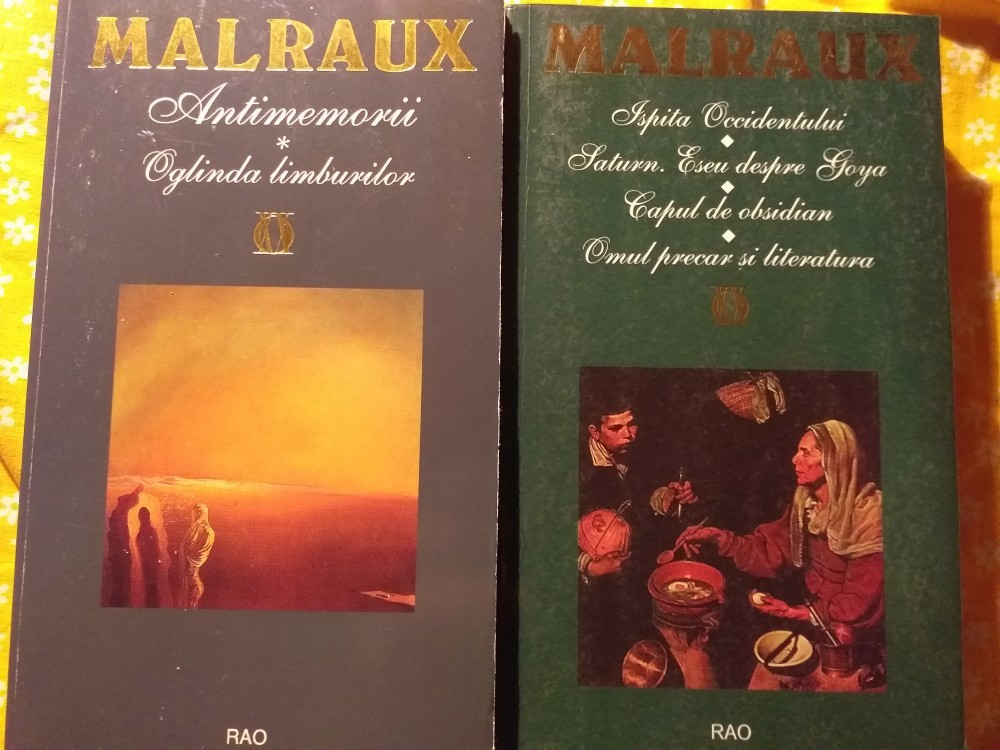 MALRAUX
Antimemorii
*
Oglinda limburilor
RAO
MALRAUX
Ispita Occidentului
Saturn. Eseu despre Goya
Capul de obsidian
Omul precar si literatura
RAO